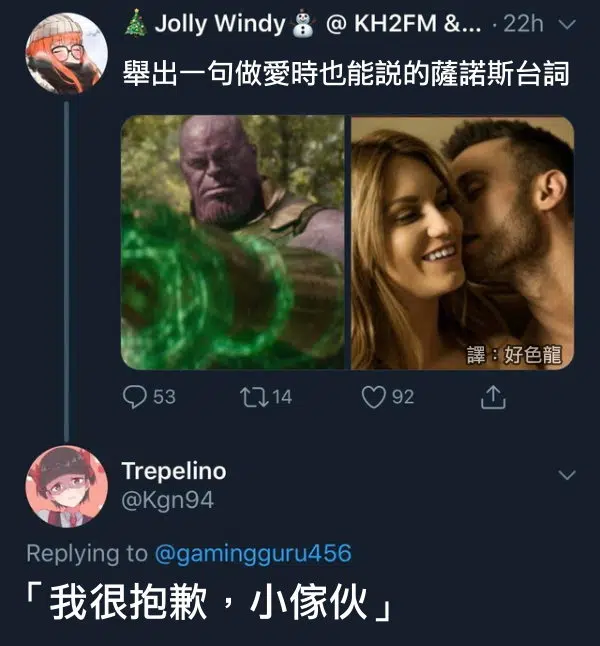 🎄 Jolly Windy⛄ @ KH2FM &... · 22h
舉出一句做愛時也能説的薩諾斯台詞
譯：好色龍
53 14 92
Trepelino
@Kgn94
Replying to @gamingguru456
「我很抱歉，小傢伙」